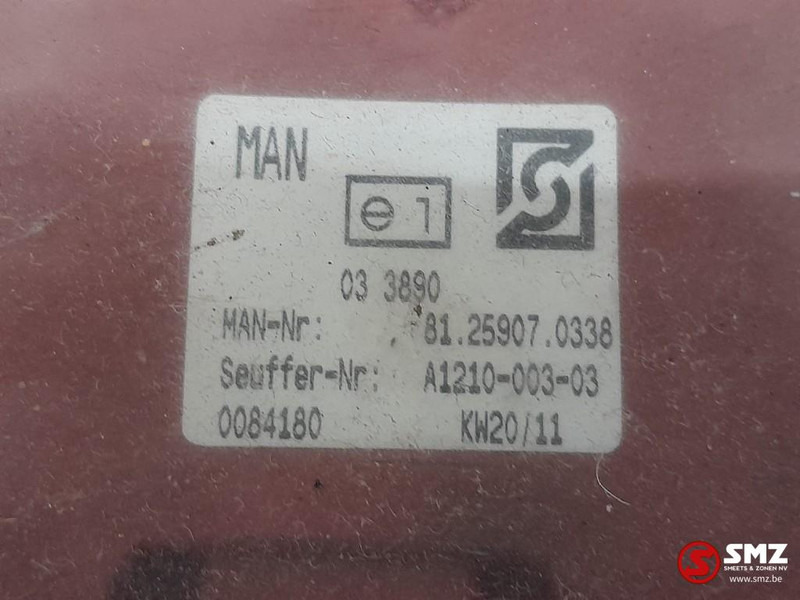 MAN
e 1
03 3890
MAN-Nr: 81.25907.0338
Seuffer-Nr: A1210-003-03
0084180 KW20/11
SMZ
SMEETS & ZONEN NV
www.smz.be